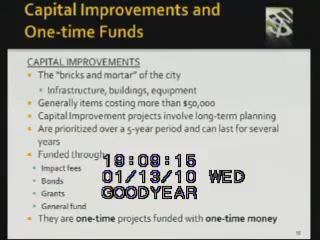 Capital Improvements and
One-time Funds
CAPITAL IMPROVEMENTS
The "bricks and mortar" of the city
Infrastructure, buildings, equipment
Generally items costing more than $50,000
Capital Improvement projects involve long-term planning
Are prioritized over a 5-year period and can last for several
years
Funded through:
Impact fees
Bonds
Grants
General fund
They are one-time projects funded with one-time money
19:09:15
01/13/10 WED
GOODYEAR